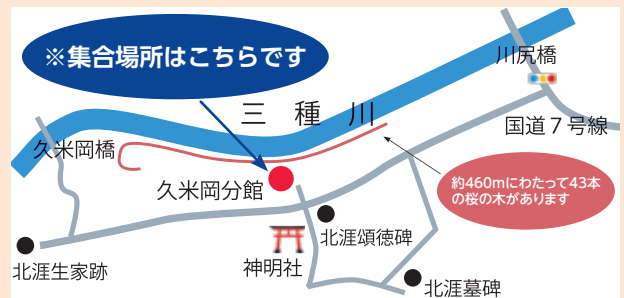 ※集合場所はこちらです
川尻橋
三種川
国道７号線
久米岡橋
久米岡分館
約460mにわたって43本
の桜の木があります
北涯頌徳碑
神明社
北涯生家跡
北涯墓碑